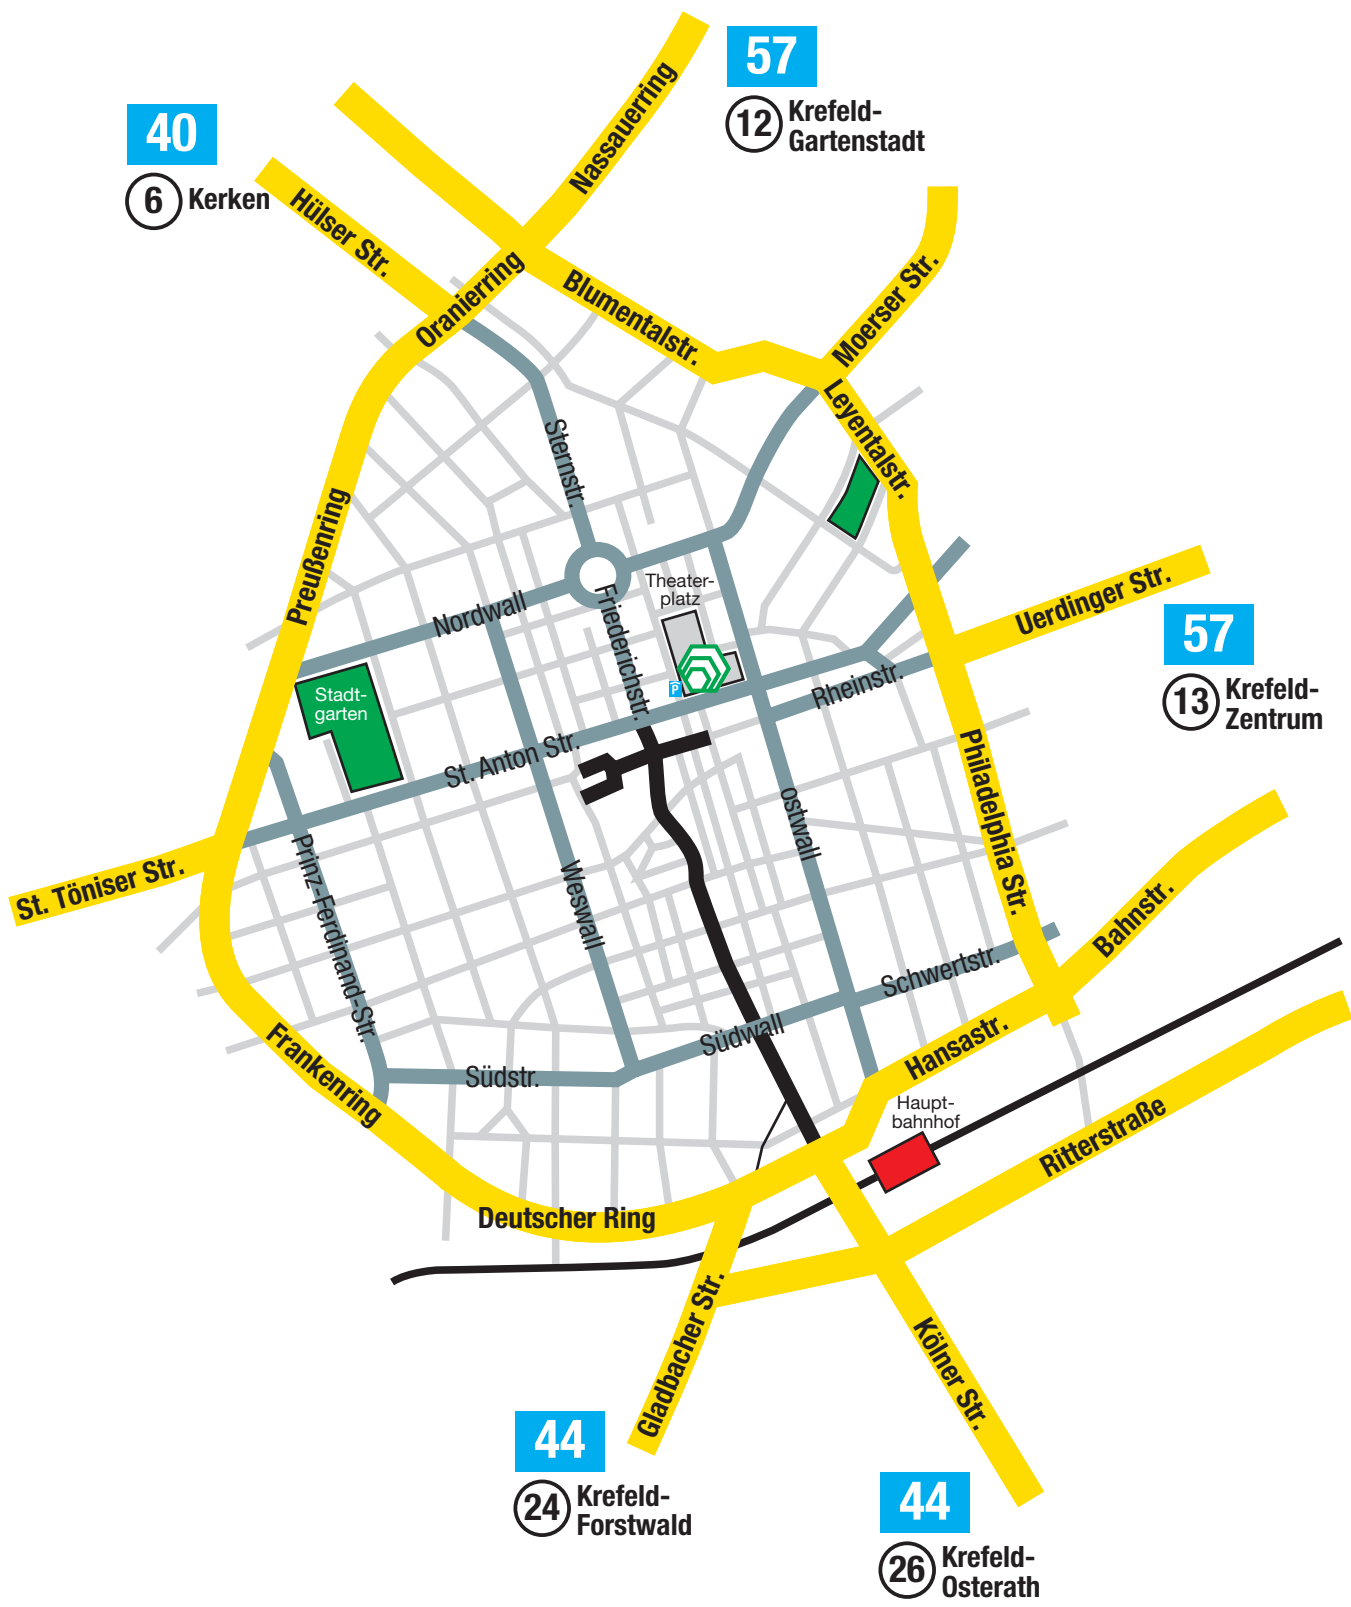 57
12
Krefeld-
Gartenstadt
40
6
Kerken
Nassauerring
Hülser Str.
Oranierring
Blumentalstr.
Moerser Str.
Leyentalstr.
Sternstr.
Preußenring
Nordwall
Friederichstr.
Theater-
platz
P
Uerdinger Str.
57
13
Krefeld-
Zentrum
Rheinstr.
Stadt-
garten
St. Anton Str.
ostwall
Philadelphia Str.
St. Töniser Str.
Prinz-Ferdinand-Str.
Weswall
Bahnstr.
Schwertstr.
Südwall
Hansastr.
Frankenring
Südstr.
Haupt-
bahnhof
Ritterstraße
Deutscher Ring
Gladbacher Str.
Kölner Str.
44
24
Krefeld-
Forstwald
44
26
Krefeld-
Osterath